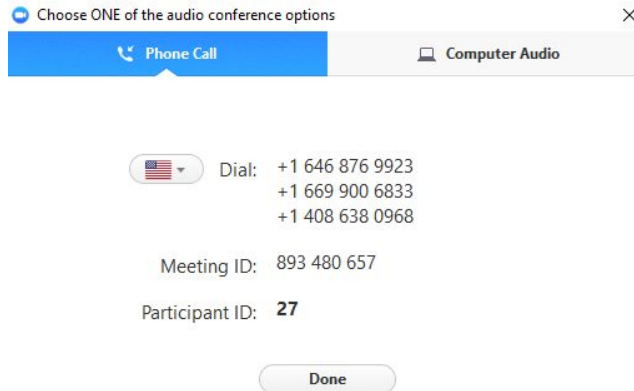 Choose ONE of the audio conference options
Phone Call
Computer Audio
Dial: +1 646 876 9923
+1 669 900 6833
+1 408 638 0968
Meeting ID: 893 480 657
Participant ID: 27
Done